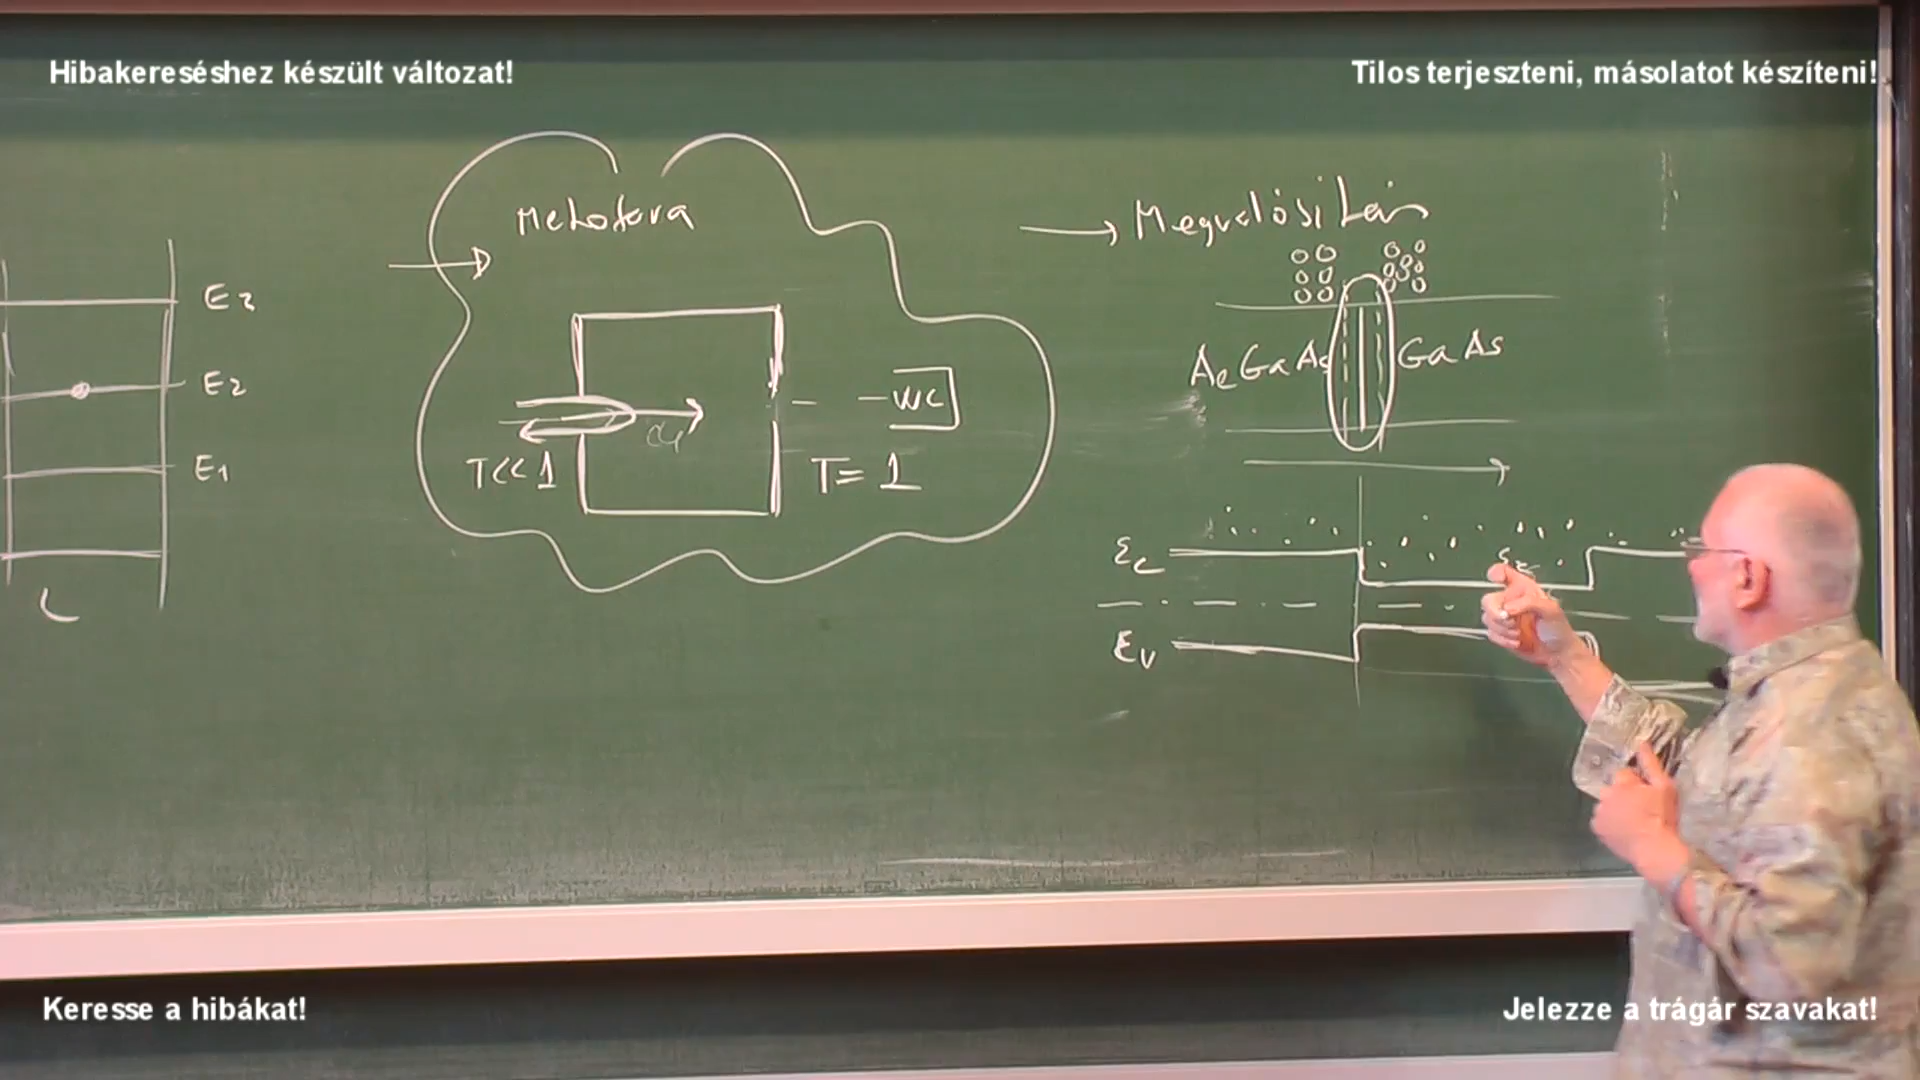 Hibakereséshez készült változat!
Tilos terjeszteni, másolatot készíteni!
E2
E2
E1
L
Metafora
WC
T<<1
T=1
→ Megvalósítás
AlGaAs
GaAs
Ec
Ev
Keresse a hibákat!
Jelezze a trágár szavakat!